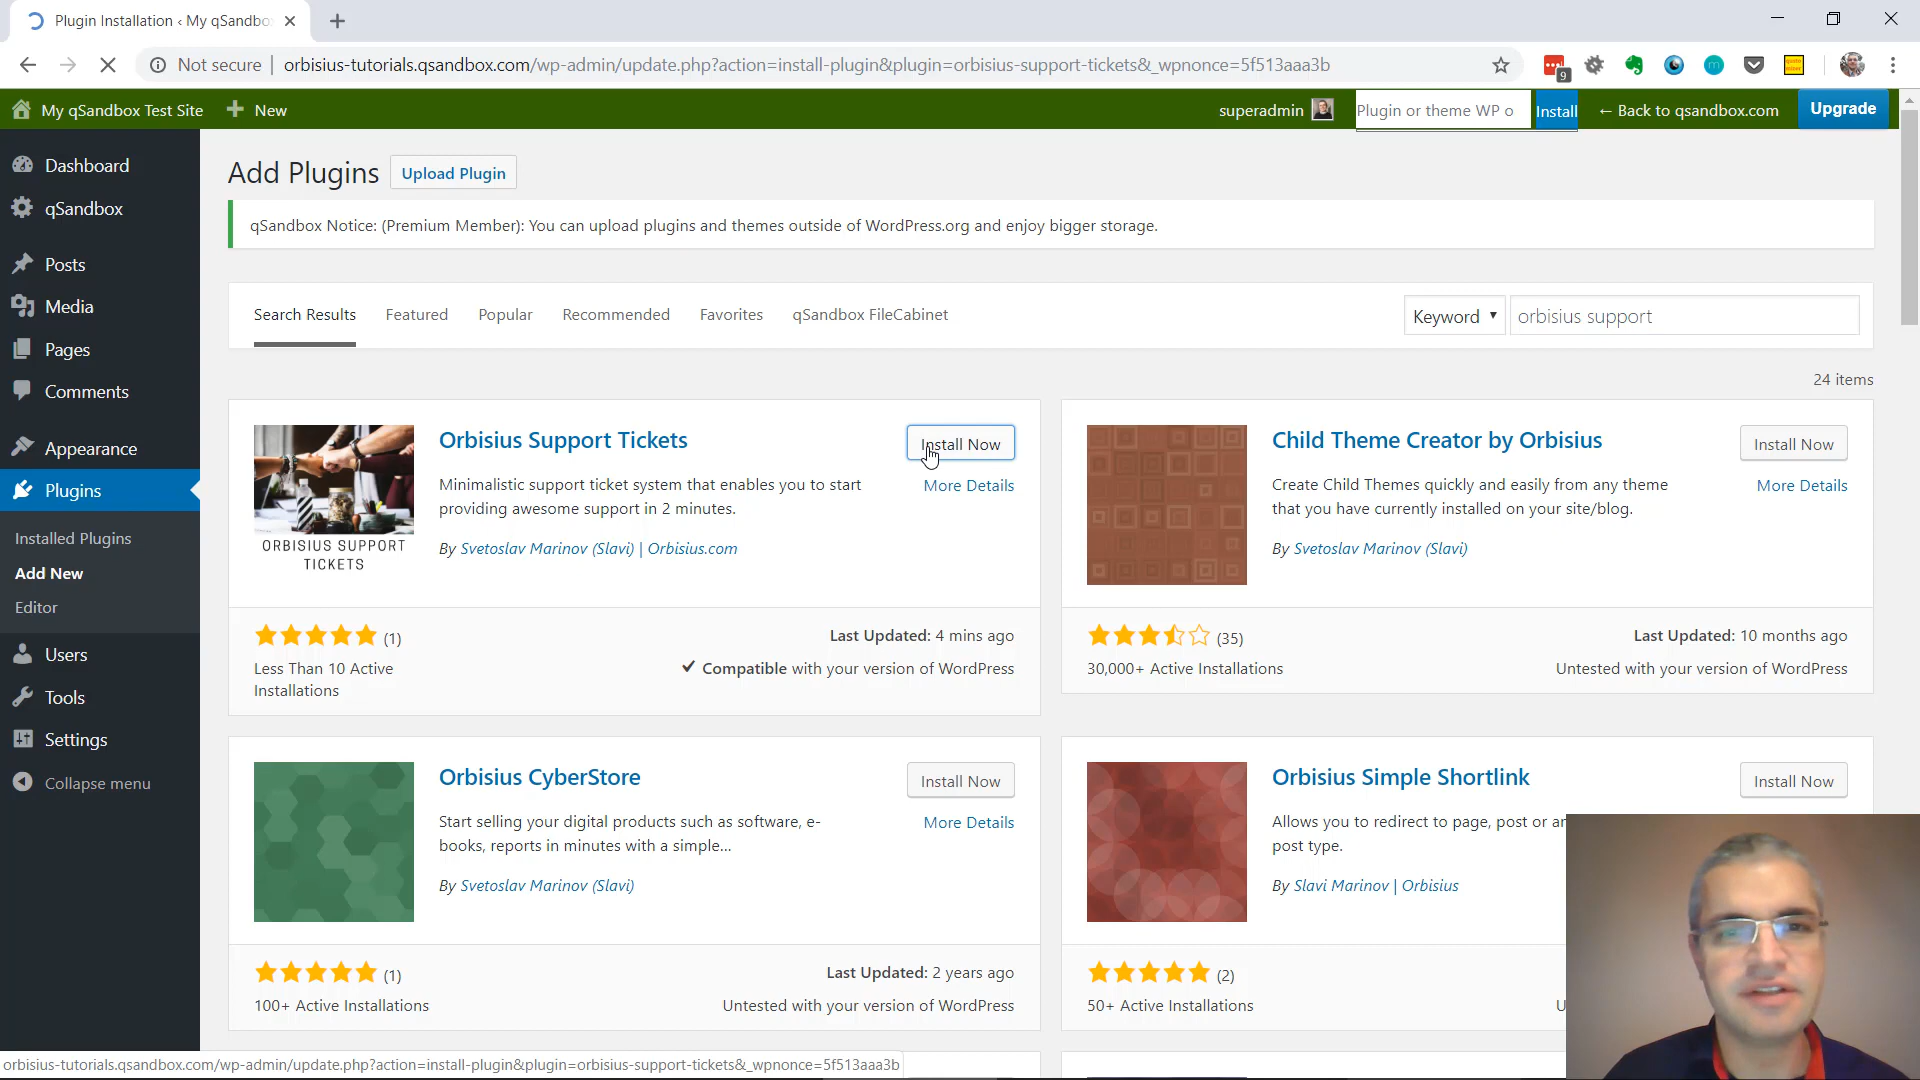 Plugin Installation ‹ My qSandbo
Not secure | orbisius-tutorials.qsandbox.com/wp-admin/update.php?action=install-plugin&plugin=orbisius-support-tickets&_wpnonce=5f513aaa3b
9
My qSandbox Test Site
New
superadmin
Plugin or theme WP o
Install
← Back to qsandbox.com
Upgrade
Dashboard
qSandbox
Posts
Media
Pages
Comments
Appearance
Plugins
Installed Plugins
Add New
Editor
Users
Tools
Settings
Collapse menu
Add Plugins
Upload Plugin
qSandbox Notice: (Premium Member): You can upload plugins and themes outside of WordPress.org and enjoy bigger storage.
Search Results
Featured
Popular
Recommended
Favorites
qSandbox FileCabinet
Keyword
orbisius support
24 items
ORBISIUS SUPPORT
TICKETS
Orbisius Support Tickets
Install Now
More Details
Minimalistic support ticket system that enables you to start
providing awesome support in 2 minutes.
By Svetoslav Marinov (Slavi) | Orbisius.com
(1)
Less Than 10 Active
Installations
Last Updated: 4 mins ago
Compatible with your version of WordPress
Child Theme Creator by Orbisius
Install Now
More Details
Create Child Themes quickly and easily from any theme
that you have currently installed on your site/blog.
By Svetoslav Marinov (Slavi)
(35)
30,000+ Active Installations
Last Updated: 10 months ago
Untested with your version of WordPress
Orbisius CyberStore
Install Now
More Details
Start selling your digital products such as software, e-
books, reports in minutes with a simple...
By Svetoslav Marinov (Slavi)
(1)
100+ Active Installations
Last Updated: 2 years ago
Untested with your version of WordPress
Orbisius Simple Shortlink
Install Now
Allows you to redirect to page, post or
post type.
By Slavi Marinov | Orbisius
(2)
50+ Active Installations
orbisius-tutorials.qsandbox.com/wp-admin/update.php?action=install-plugin&plugin=orbisius-support-tickets&_wpnonce=5f513aaa3b